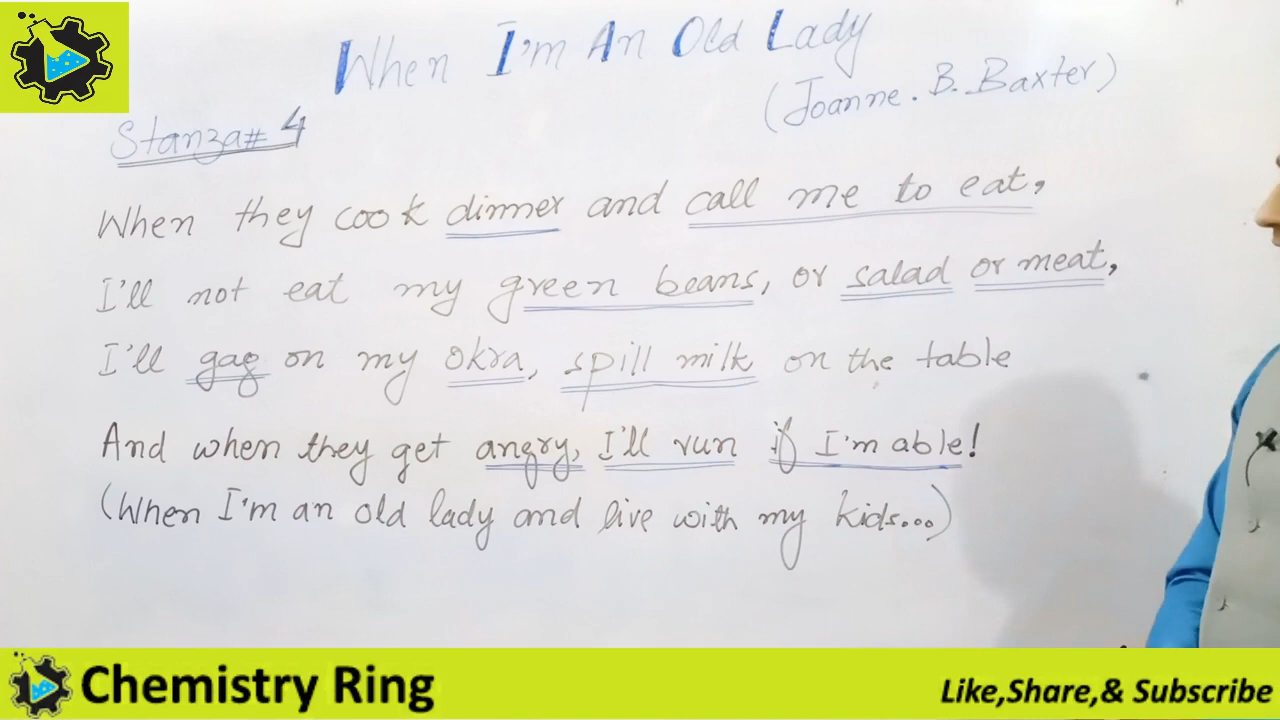 When I'm An Old Lady
(Joanne. B. Baxter)
Stanza# 4
When they cook dinner and call me to eat,
I'll not eat my green beans, or salad or meat,
I'll gag on my okra, spill milk on the table
And when they get angry, I'll run if I'm able!
(When I'm an old lady and live with my kids...)
Chemistry Ring
Like,Share,& Subscribe